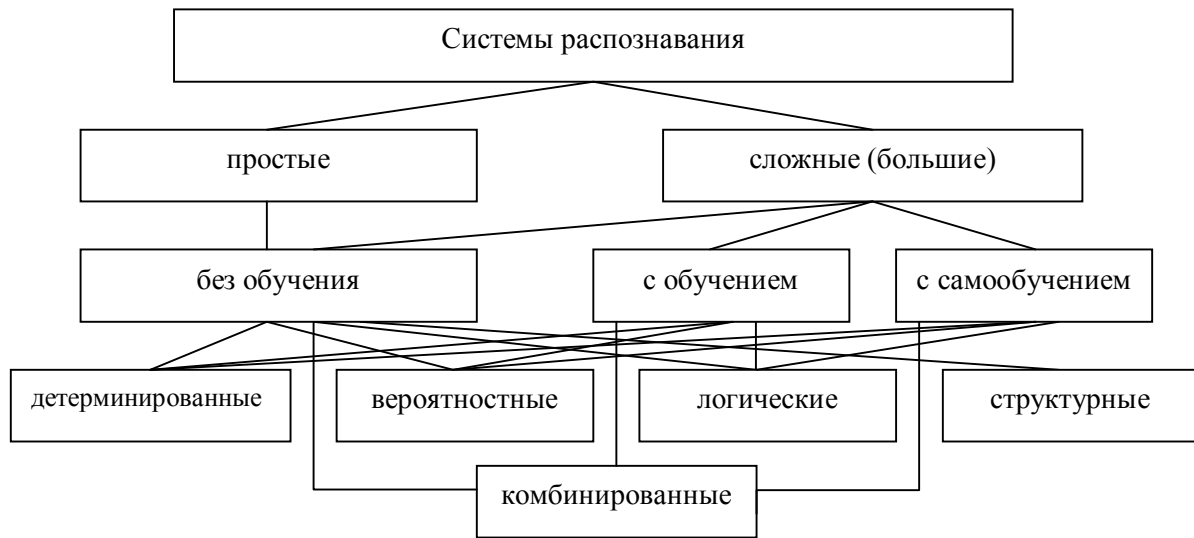 Системы распознавания
простые
сложные (большие)
без обучения
с обучением
с самообучением
детерминированные
вероятностные
логические
структурные
комбинированные